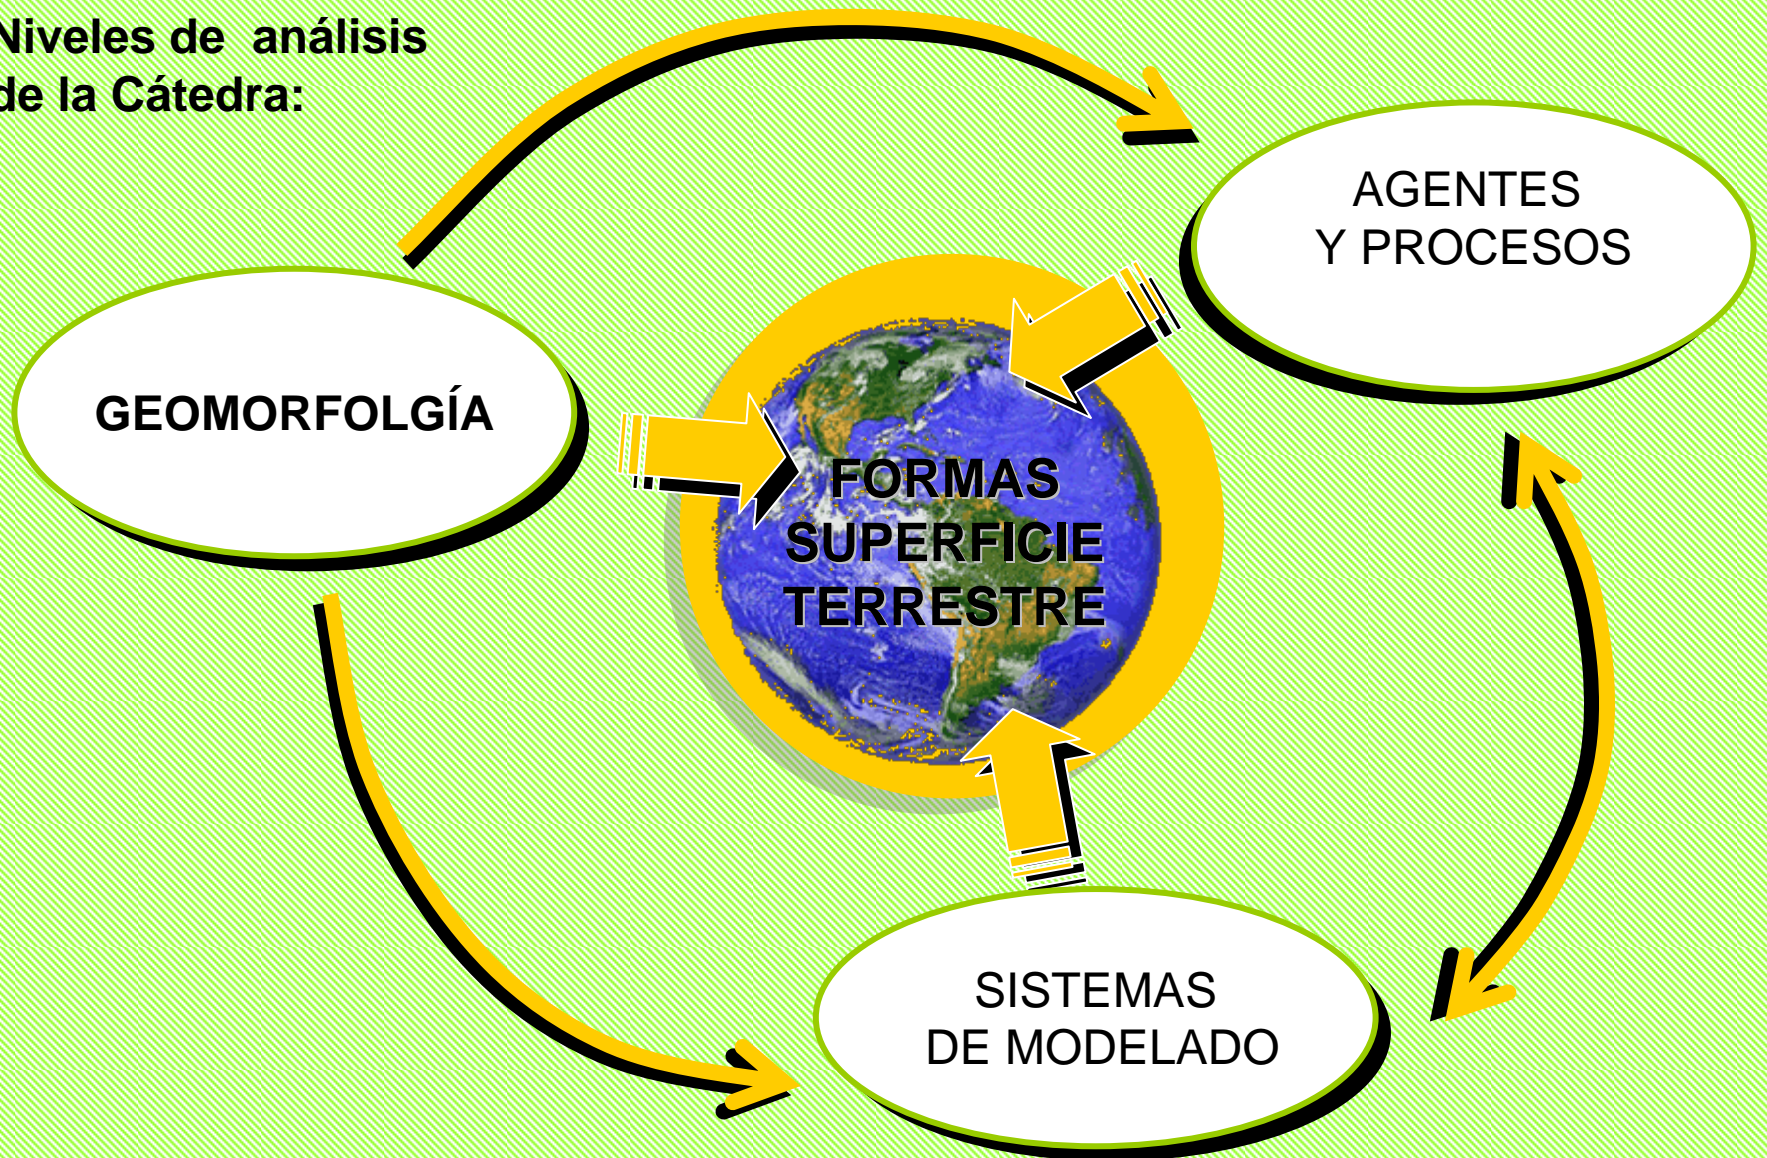 Niveles de análisis
de la Cátedra:
AGENTES
Y PROCESOS
GEOMORFOLGÍA
FORMAS
SUPERFICIE
TERRESTRE
SISTEMAS
DE MODELADO